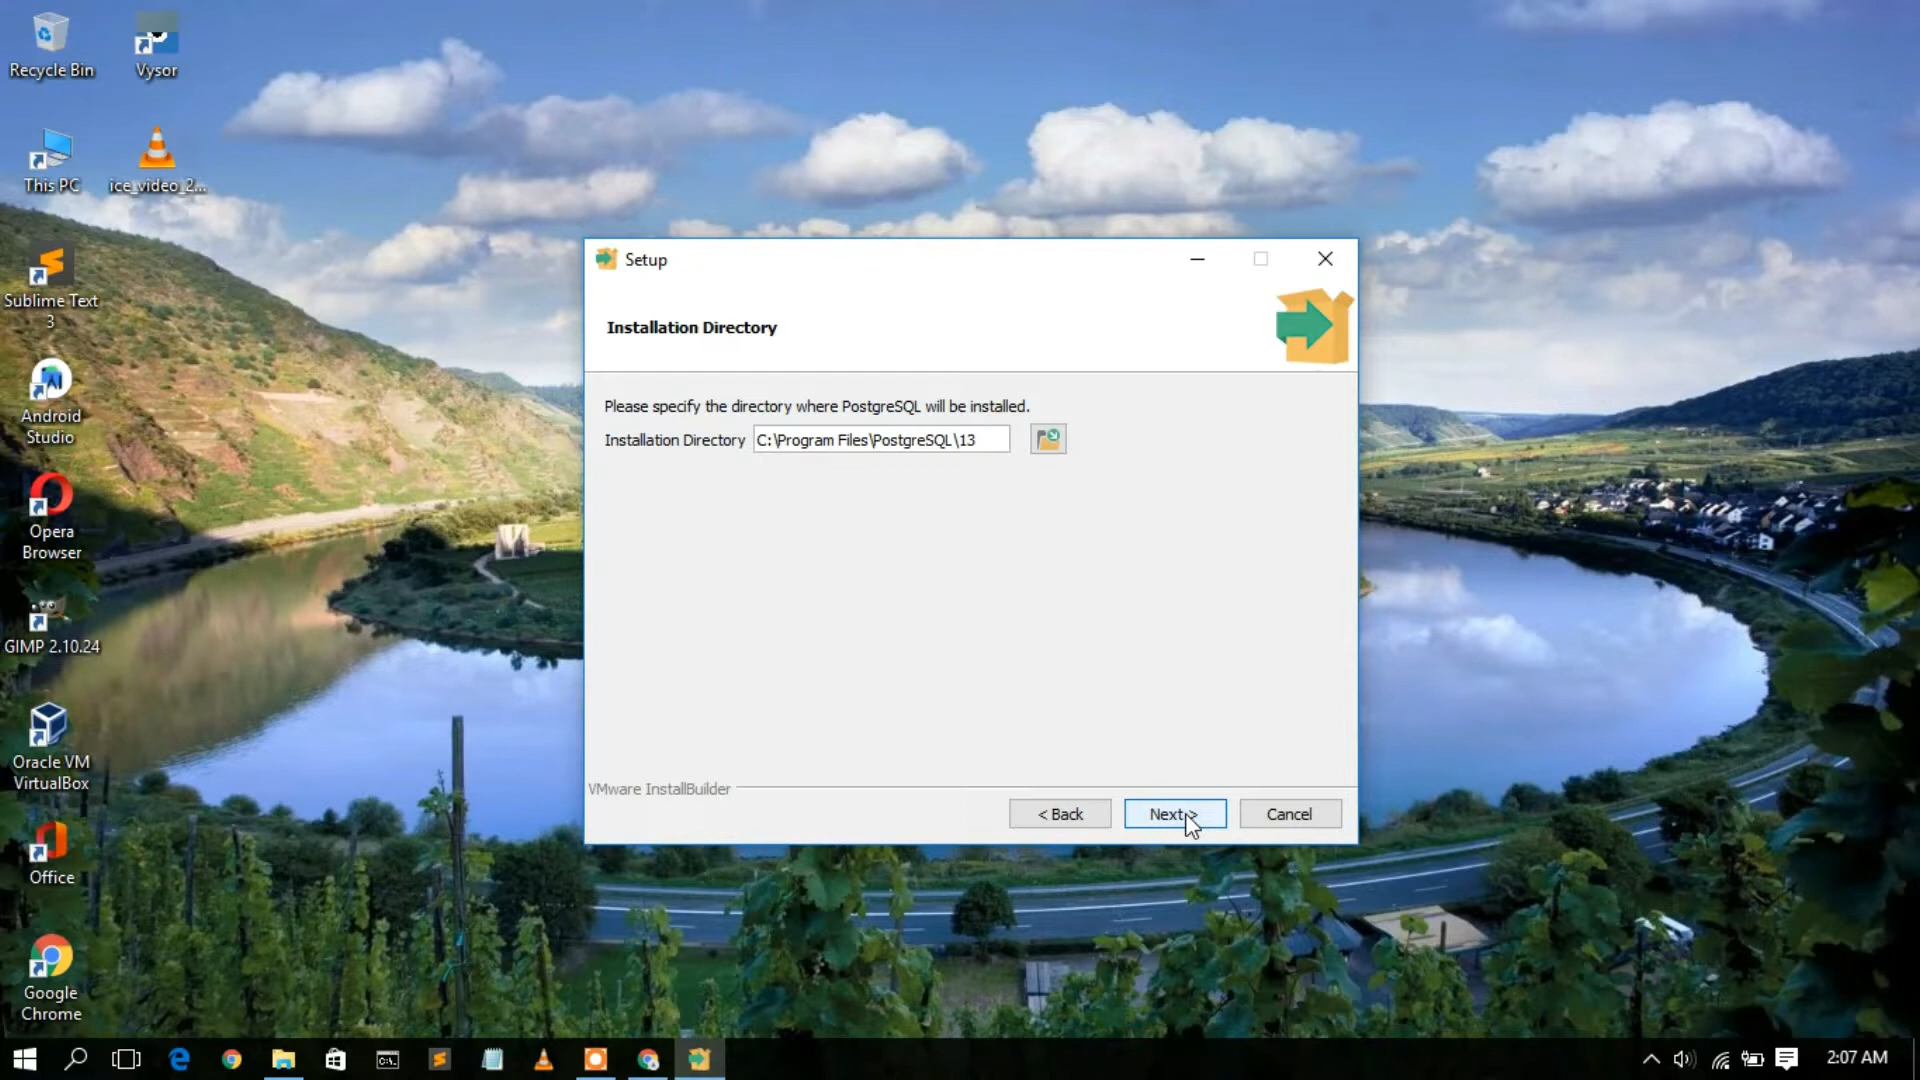 Recycle Bin
Vysor
This PC
ice_video_2...
Sublime Text
3
Android
Studio
Opera
Browser
GIMP 2.10.24
Oracle VM
VirtualBox
Office
Google
Chrome
Setup
Installation Directory
Please specify the directory where PostgreSQL will be installed.
Installation Directory C:\Program Files\PostgreSQL\13
VMware InstallBuilder
< Back
Next >
Cancel
2:07 AM